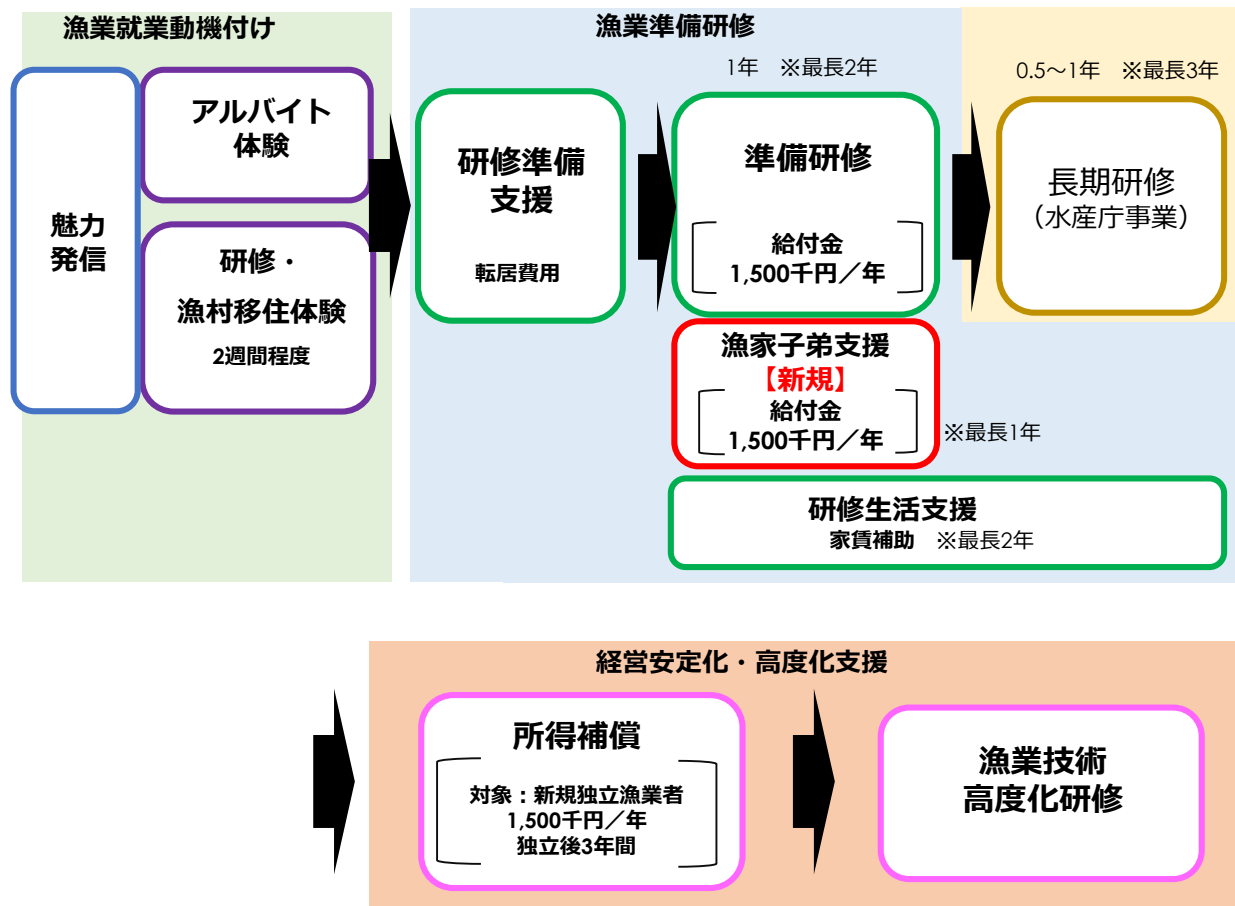 漁業就業動機付け
魅力
発信
アルバイト
体験
研修・
漁村移住体験
2週間程度
漁業準備研修
研修準備
支援
転居費用
1年　※最長2年
準備研修
給付金
1,500千円／年
漁家子弟支援
【新規】
給付金
1,500千円／年
※最長1年
0.5～1年　※最長3年
長期研修
（水産庁事業）
研修生活支援
家賃補助　※最長2年
経営安定化・高度化支援
所得補償
対象：新規独立漁業者
1,500千円／年
独立後3年間
漁業技術
高度化研修